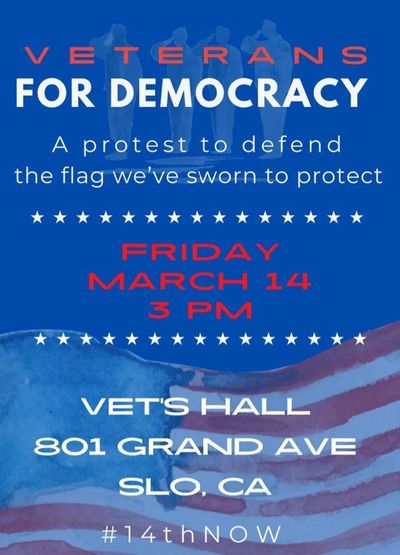 VETERANS
FOR DEMOCRACY
A protest to defend
the flag we've sworn to protect
FRIDAY
MARCH 14
3 PM
VET'S HALL
801 GRAND AVE
SLO, CA
#14thNOW